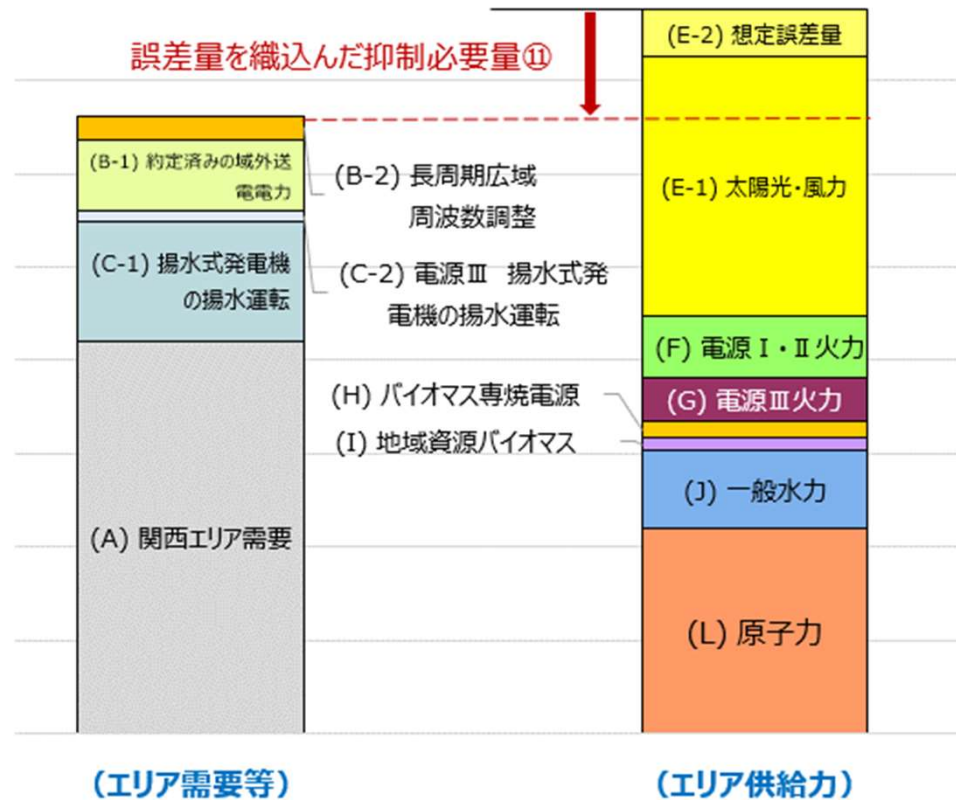 誤差量を織込んだ抑制必要量⑪
(B-1) 約定済みの域外送
電電力
(B-2) 長周期広域
周波数調整
(C-1) 揚水式発電機
の揚水運転
(C-2) 電源Ⅲ 揚水式発
電機の揚水運転
(A) 関西エリア需要
(エリア需要等)
(E-2) 想定誤差量
(E-1) 太陽光・風力
(F) 電源Ⅰ・Ⅱ火力
(G) 電源Ⅲ火力
(H) バイオマス専焼電源
(I) 地域資源バイオマス
(J) 一般水力
(L) 原子力
(エリア供給力)